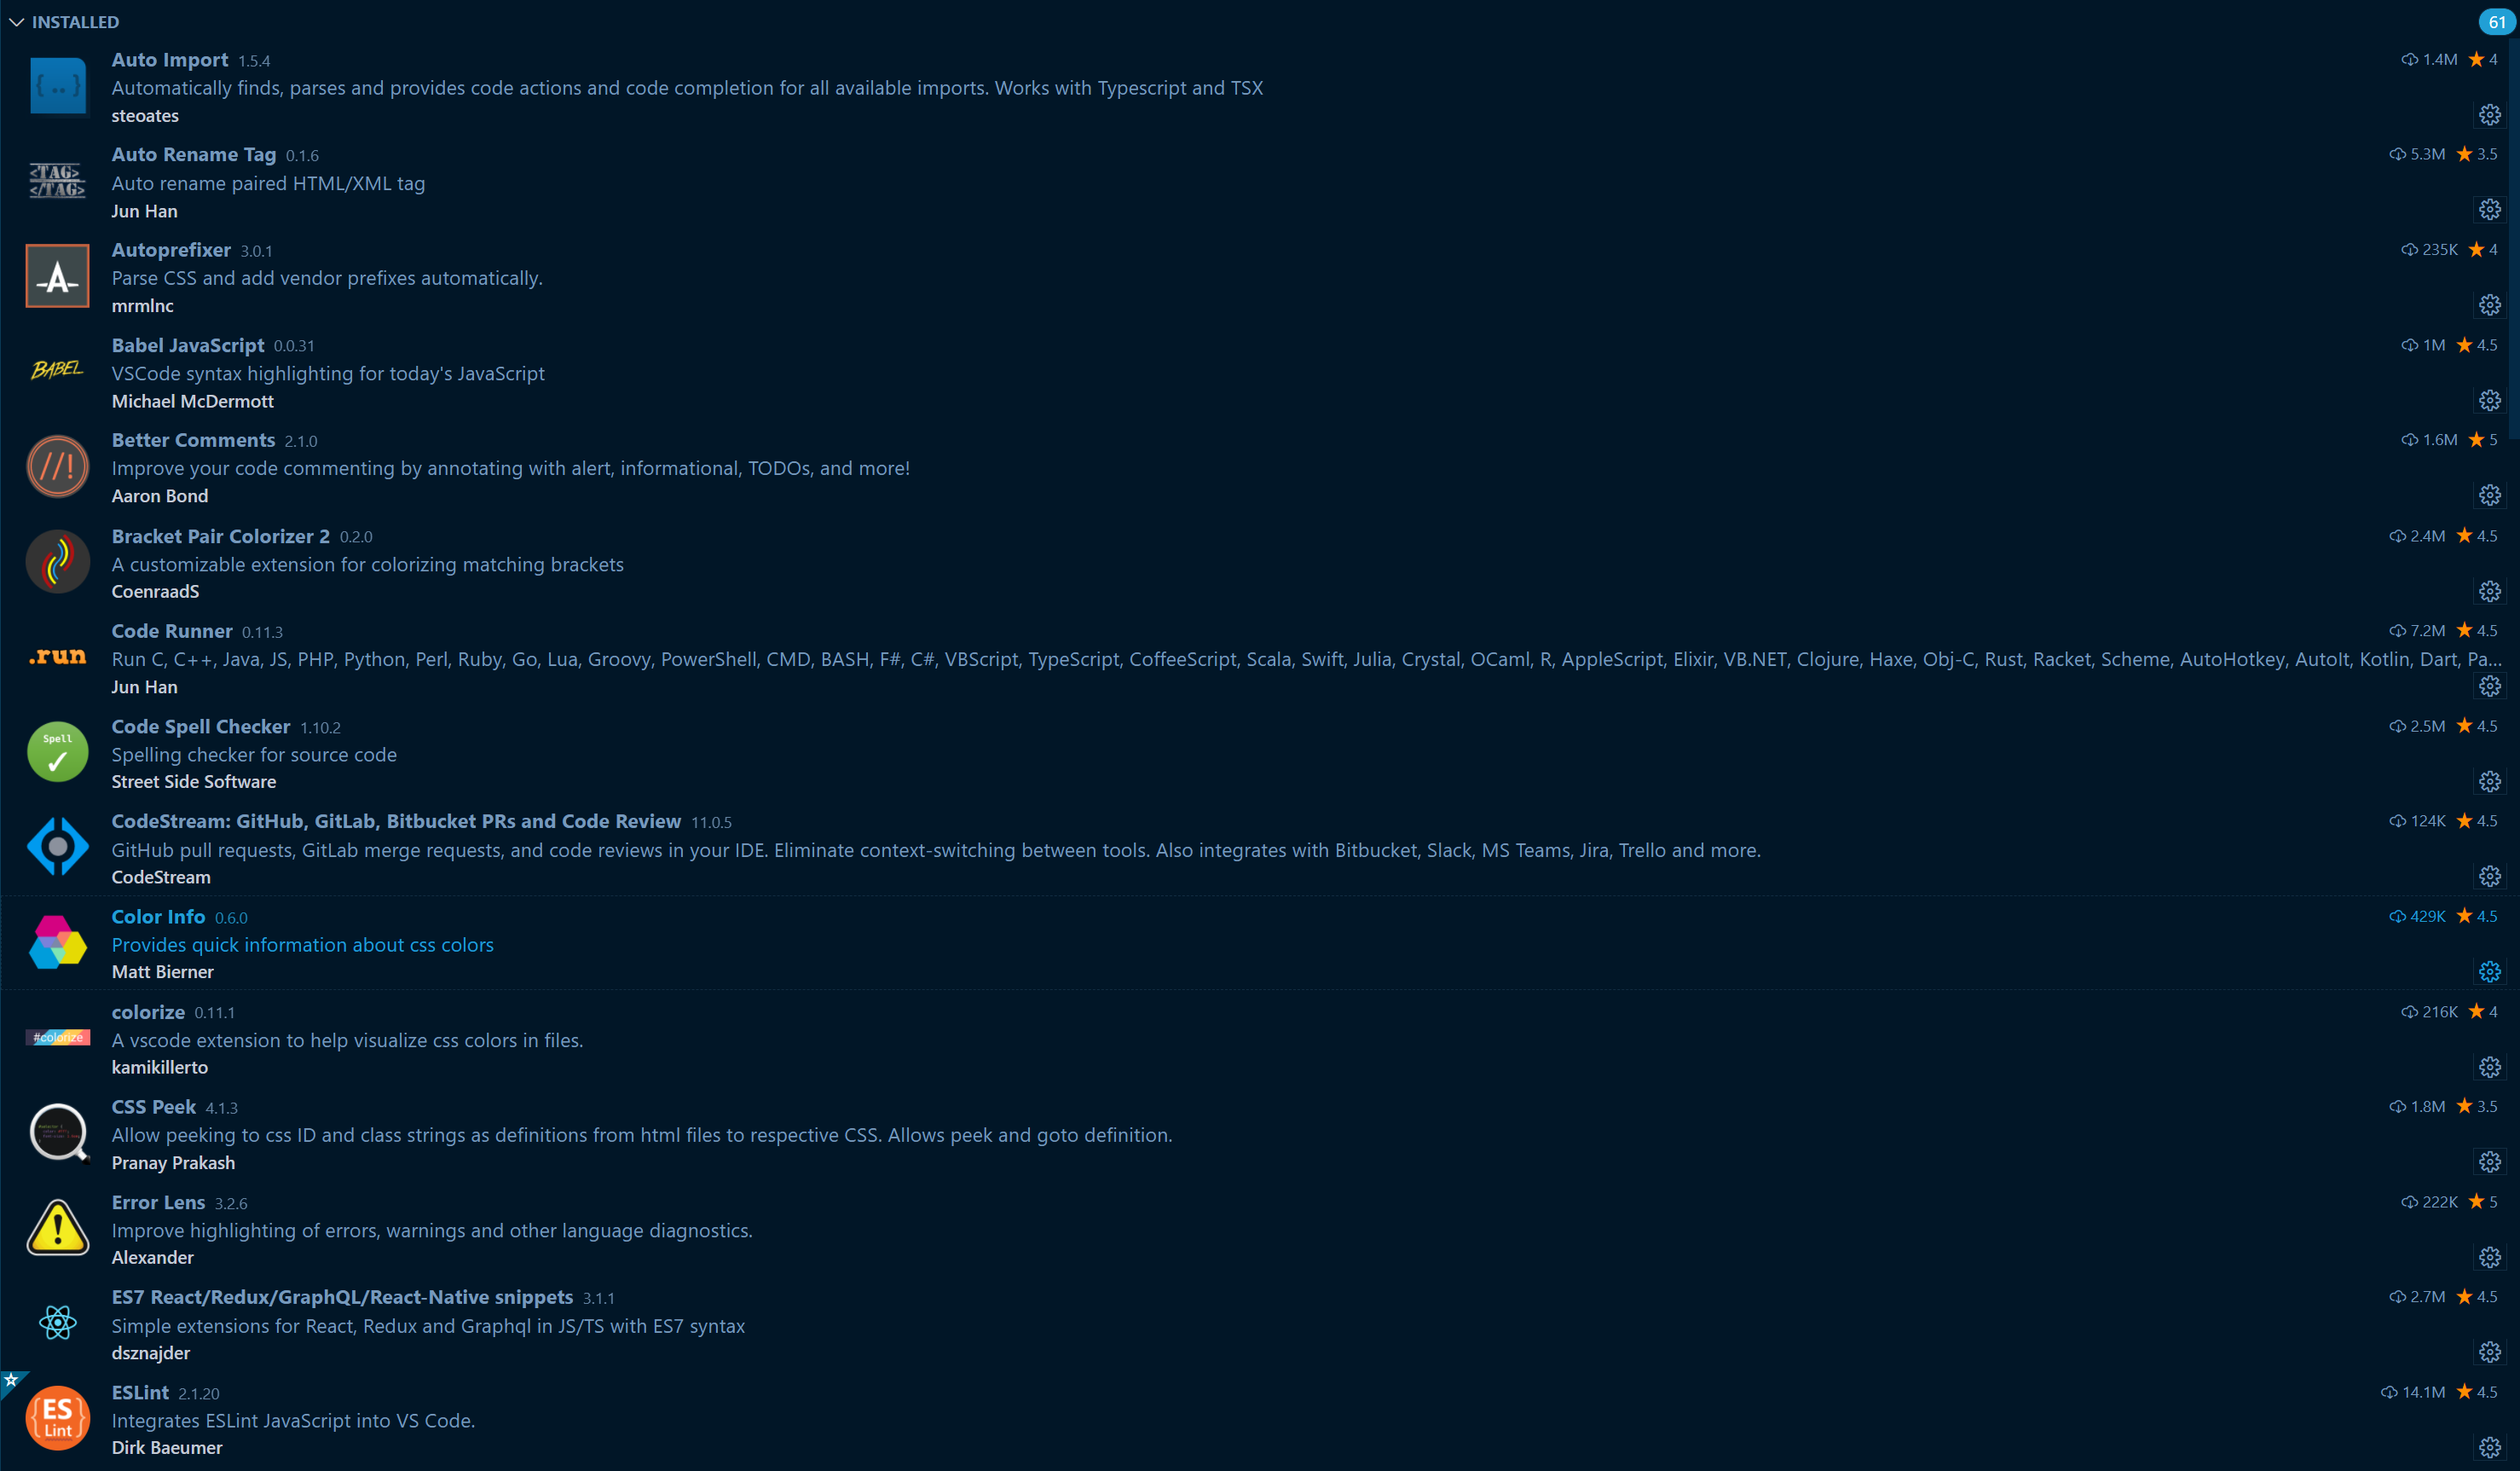 INSTALLED 61
Auto Import 1.5.4 1.4M 4
{..} Automatically finds, parses and provides code actions and code completion for all available imports. Works with Typescript and TSX
steoates
Auto Rename Tag 0.1.6 5.3M 3.5
<TAG>
</TAG> Auto rename paired HTML/XML tag
Jun Han
Autoprefixer 3.0.1 235K 4
A Parse CSS and add vendor prefixes automatically.
mrmlnc
Babel JavaScript 0.0.31 1M 4.5
BABEL VSCode syntax highlighting for today's JavaScript
Michael McDermott
Better Comments 2.1.0 1.6M 5
//! Improve your code commenting by annotating with alert, informational, TODOs, and more!
Aaron Bond
Bracket Pair Colorizer 2 0.2.0 2.4M 4.5
A customizable extension for colorizing matching brackets
CoenraadS
Code Runner 0.11.3 7.2M 4.5
.run Run C, C++, Java, JS, PHP, Python, Perl, Ruby, Go, Lua, Groovy, PowerShell, CMD, BASH, F#, C#, VBScript, TypeScript, CoffeeScript, Scala, Swift, Julia, Crystal, OCaml, R, AppleScript, Elixir, VB.NET, Clojure, Haxe, Obj-C, Rust, Racket, Scheme, AutoHotkey, AutoIt, Kotlin, Dart, Pa...
Jun Han
Code Spell Checker 1.10.2 2.5M 4.5
Spell Spelling checker for source code
Street Side Software
CodeStream: GitHub, GitLab, Bitbucket PRs and Code Review 11.0.5 124K 4.5
GitHub pull requests, GitLab merge requests, and code reviews in your IDE. Eliminate context-switching between tools. Also integrates with Bitbucket, Slack, MS Teams, Jira, Trello and more.
CodeStream
Color Info 0.6.0 429K 4.5
Provides quick information about css colors
Matt Bierner
colorize 0.11.1 216K 4
#colorize A vscode extension to help visualize css colors in files.
kamikillerto
CSS Peek 4.1.3 1.8M 3.5
Allow peeking to css ID and class strings as definitions from html files to respective CSS. Allows peek and goto definition.
Pranay Prakash
Error Lens 3.2.6 222K 5
Improve highlighting of errors, warnings and other language diagnostics.
Alexander
ES7 React/Redux/GraphQL/React-Native snippets 3.1.1 2.7M 4.5
Simple extensions for React, Redux and Graphql in JS/TS with ES7 syntax
dsznajder
ESLint 2.1.20 14.1M 4.5
{ES Lint} Integrates ESLint JavaScript into VS Code.
Dirk Baeumer